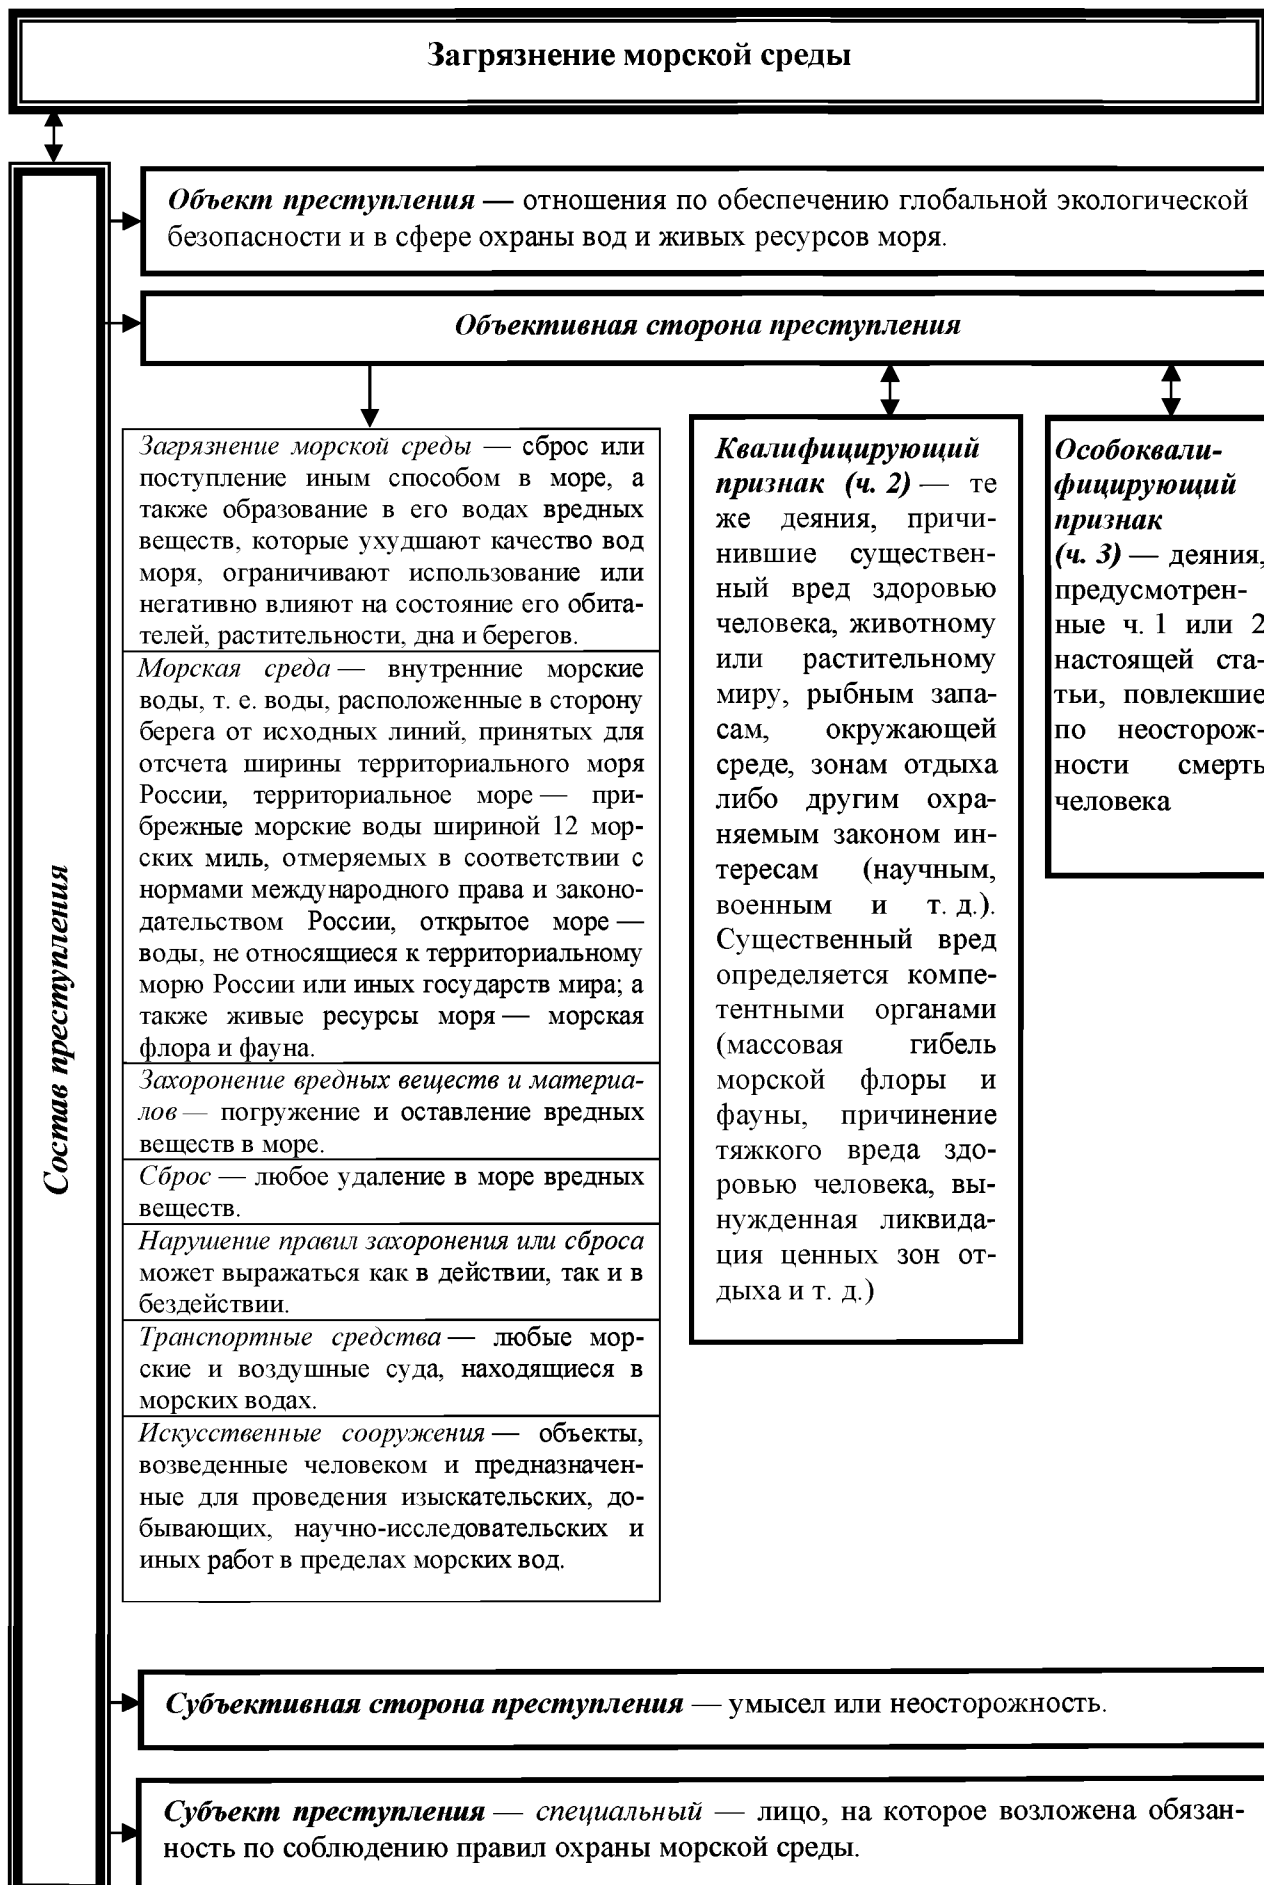 Загрязнение морской среды
Состав преступления
Объект преступления — отношения по обеспечению глобальной экологической
безопасности и в сфере охраны вод и живых ресурсов моря.
Объективная сторона преступления
Загрязнение морской среды — сброс или
поступление иным способом в море, а
также образование в его водах вредных
веществ, которые ухудшают качество вод
моря, ограничивают использование или
негативно влияют на состояние его обита-
телей, растительности, дна и берегов.
Морская среда — внутренние морские
воды, т. е. воды, расположенные в сторону
берега от исходных линий, принятых для
отсчета ширины территориального моря
России, территориальное море — при-
брежные морские воды шириной 12 мор-
ских миль, отмеряемых в соответствии с
нормами международного права и законо-
дательством России, открытое море —
воды, не относящиеся к территориальному
морю России или иных государств мира; а
также живые ресурсы моря — морская
флора и фауна.
Захоронение вредных веществ и материа-
лов — погружение и оставление вредных
веществ в море.
Сброс — любое удаление в море вредных
веществ.
Нарушение правил захоронения или сброса
может выражаться как в действии, так и в
бездействии.
Транспортные средства — любые мор-
ские и воздушные суда, находящиеся в
морских водах.
Искусственные сооружения — объекты,
возведенные человеком и предназначен-
ные для проведения изыскательских, до-
бывающих, научно-исследовательских и
иных работ в пределах морских вод.
Квалифицирующий
признак (ч. 2) — те
же деяния, причи-
нившие существен-
ный вред здоровью
человека, животному
или растительному
миру, рыбным запа-
сам, окружающей
среде, зонам отдыха
либо другим охра-
няемым законом ин-
тересам (научным,
военным и т. д.).
Существенный вред
определяется компе-
тентными органами
(массовая гибель
морской флоры и
фауны, причинение
тяжкого вреда здо-
ровью человека, вы-
нужденная ликвида-
ция ценных зон от-
дыха и т. д.)
Особоквали-
фицирующий
признак
(ч. 3) — деяния,
предусмотрен-
ные ч. 1 или 2
настоящей ста-
тьи, повлекшие
по неосторож-
ности смерть
человека
Субъективная сторона преступления — умысел или неосторожность.
Субъект преступления — специальный — лицо, на которое возложена обязан-
ность по соблюдению правил охраны морской среды.